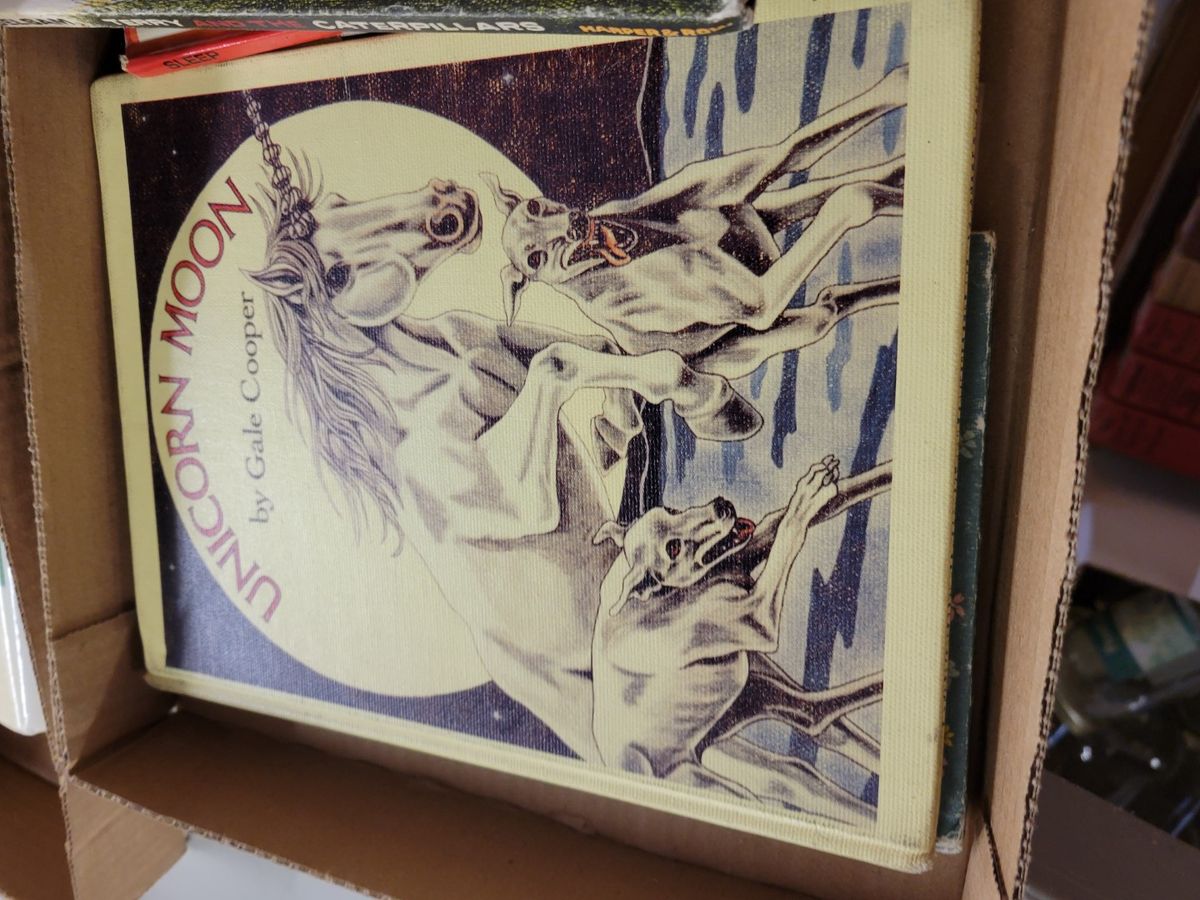 TERRY AND THE CATERPILLARS HARPER & ROW
SLEEP
UNICORN MOON
by Gale Cooper